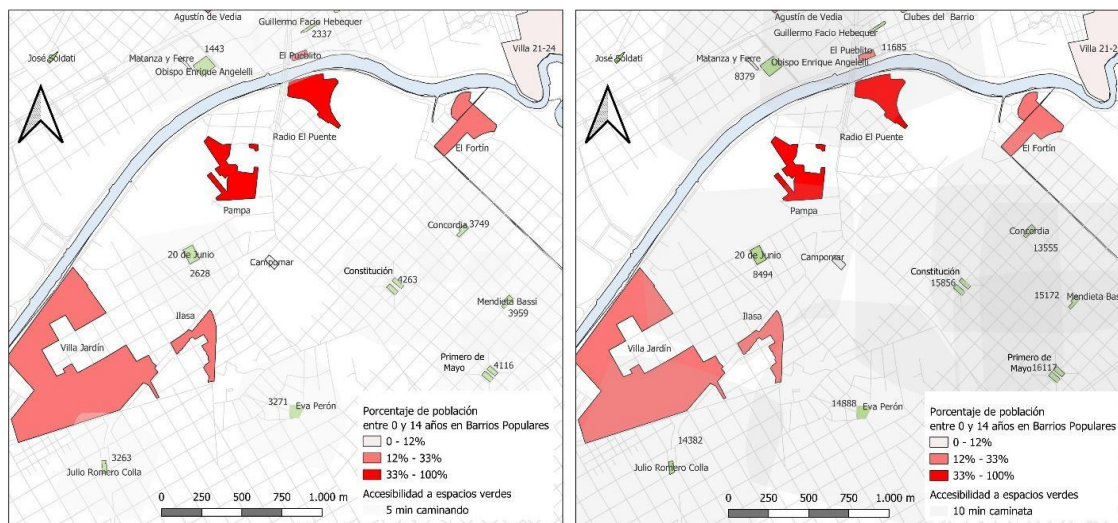 Agustín de Vedia
Guillermo Facio Hebequer
2337
1443
José Soldati
Matanza y Ferre
Obispo Enrique Angelelli
El Pueblito
Villa 21-24
Radio El Puente
El Fortín
Pampa
Concordia 3749
20 de Junio
2628
Campomar
Constitución
4263
Mendieta Bassi
3959
Ilasa
Villa Jardín
Primero de
Mayo
4116
3271
Eva Perón
3263
Julio Romero Colla
Porcentaje de población
entre 0 y 14 años en Barrios Populares
0 - 12%
12% - 33%
33% - 100%
Accesibilidad a espacios verdes
5 min caminando
0 250 500 750 1.000 m
Agustín de Vedia
Clubes del Barrio
Guillermo Facio Hebequer
José Soldati
Matanza y Ferre
8379
Obispo Enrique Angelelli
El Pueblito
11685
Villa 21-2
Radio El Puente
El Fortín
Pampa
Concordia
13555
20 de Junio
8494
Campomar
Constitución
15856
15172
Mendieta Bas
Ilasa
Villa Jardín
Primero de
Mayo
16117
14888
Eva Perón
14382
Julio Romero Colla
Porcentaje de población
entre 0 y 14 años en Barrios Populares
0 - 12%
12% - 33%
33% - 100%
Accesibilidad a espacios verdes
10 min caminata
0 250 500 750 1.000 m